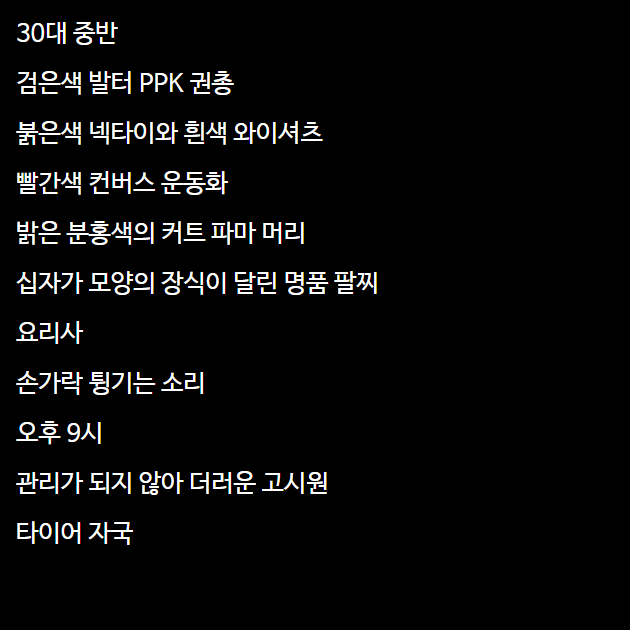 30대 중반
검은색 발터 PPK 권총
붉은색 넥타이와 흰색 와이셔츠
빨간색 컨버스 운동화
밝은 분홍색의 커트 파마 머리
십자가 모양의 장식이 달린 명품 팔찌
요리사
손가락 튕기는 소리
오후 9시
관리가 되지 않아 더러운 고시원
타이어 자국